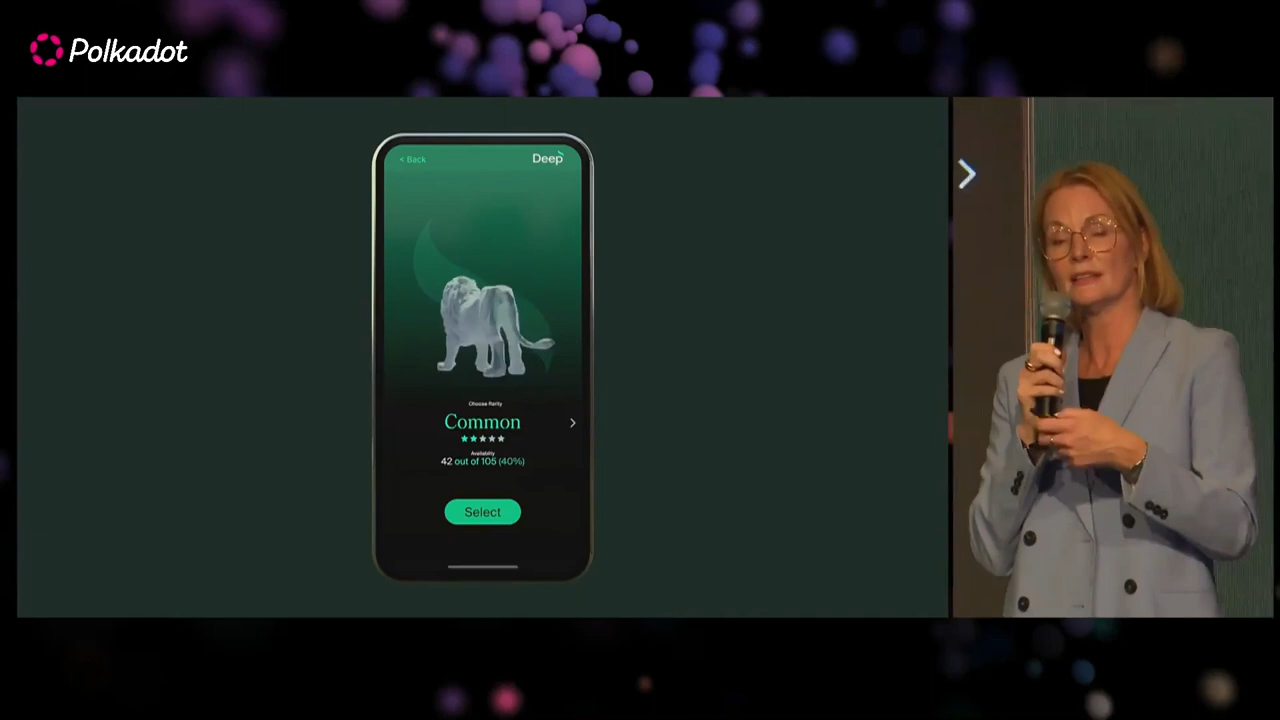 Polkadot
< Back
Deep
Choose Rarity
Common
Availability
42 out of 105 (40%)
Select